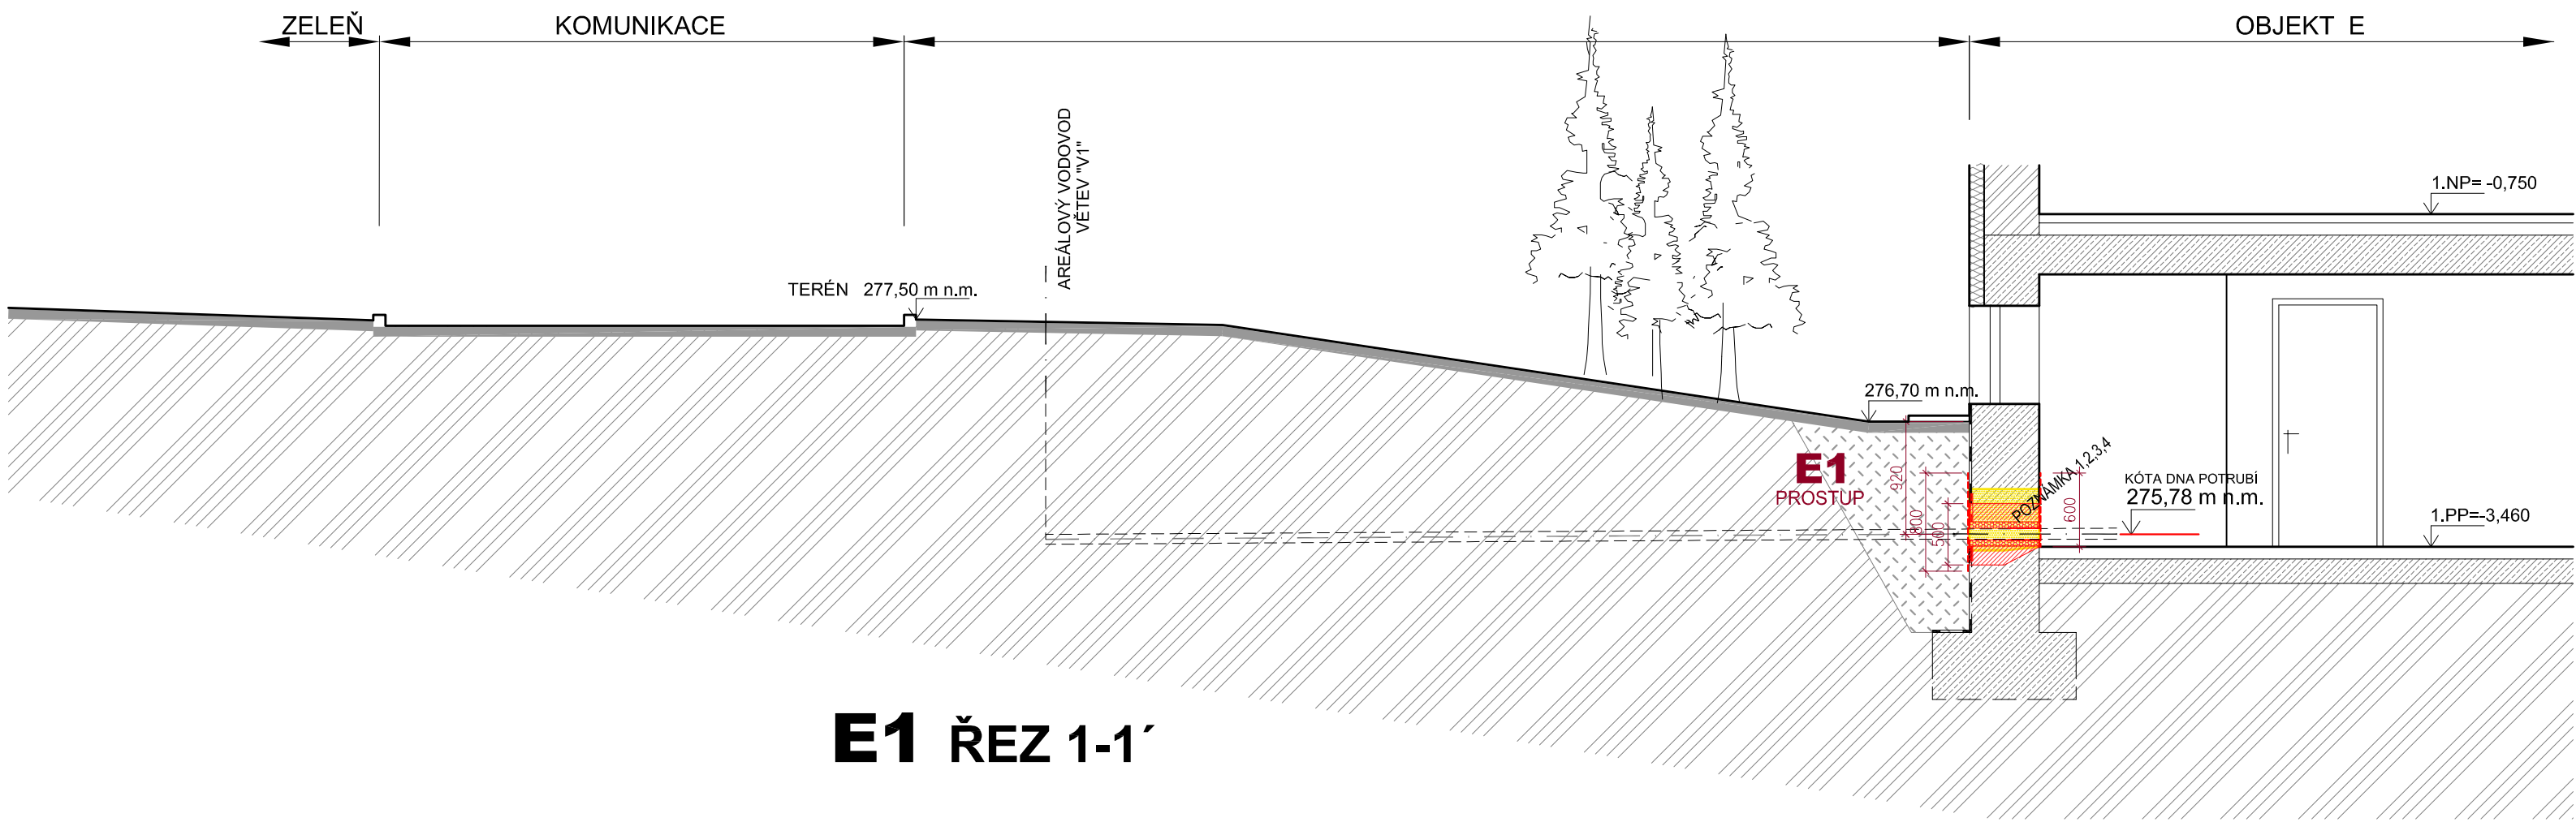 ZELEŇ
KOMUNIKACE
OBJEKT E
AREÁLOVÝ VODOVOD
VĚTEV "V1"
1.NP= -0,750
TERÉN 277,50 m n.m.
276,70 m n.m.
E1
PROSTUP
920
800
500
POZNÁMKA 1,2,3,4
600
KÓTA DNA POTRUBÍ
275,78 m n.m.
1.PP=-3,460
E1 ŘEZ 1-1´